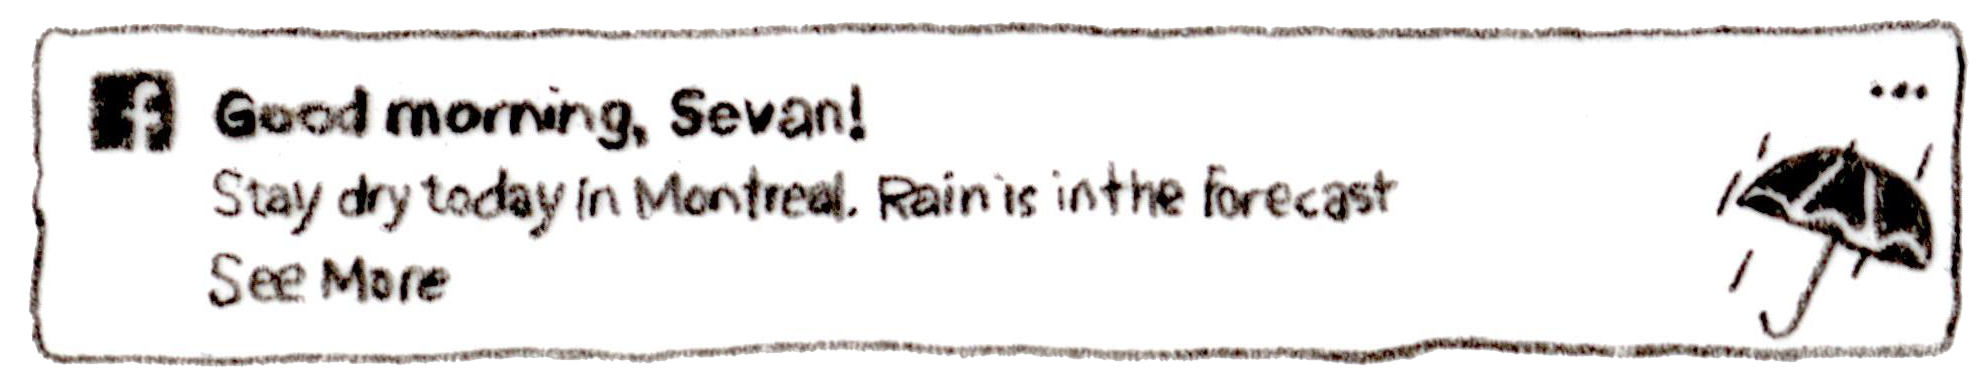 Good morning, Sevan!
Stay dry today in Montreal. Rain is in the forecast
See More